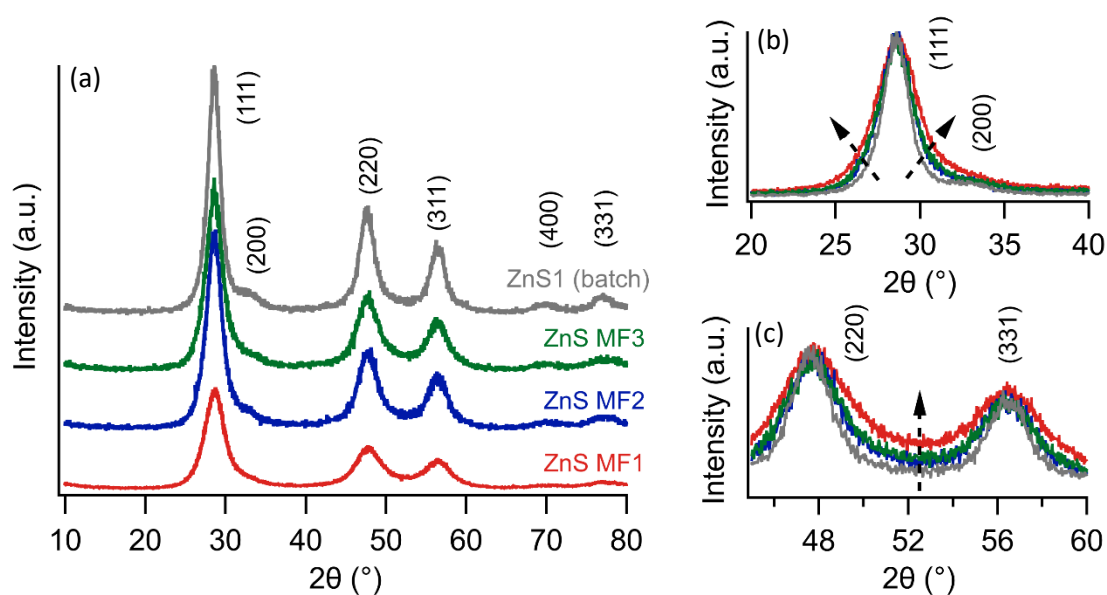 (a)
(111)
(200)
(220)
(311)
(400)
(331)
ZnS1 (batch)
ZnS MF3
ZnS MF2
ZnS MF1
Intensity (a.u.)
10 20 30 40 50 60 70 80
2θ (°)
(b)
(111)
(200)
Intensity (a.u.)
20 25 30 35 40
2θ (°)
(c)
(220)
(331)
Intensity (a.u.)
48 52 56 60
2θ (°)